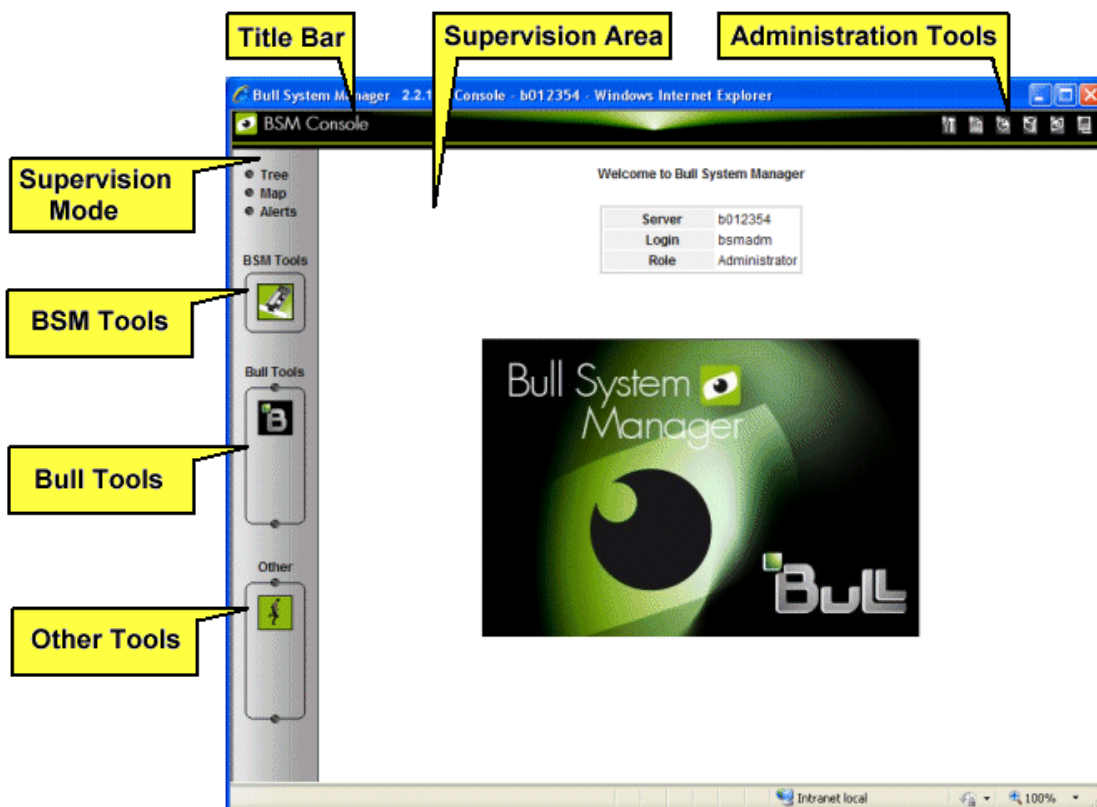 Title Bar
Supervision Area
Administration Tools
Bull System Manager 2.2.1 Console - b012354 - Windows Internet Explorer
BSM Console
Supervision
Mode
Tree
Map
Alerts
Welcome to Bull System Manager
Server b012354
Login bsmadm
Role Administrator
BSM Tools
BSM Tools
Bull Tools
B
Bull Tools
Bull System
Manager
Bull
Other
Other Tools
Intranet local
100%